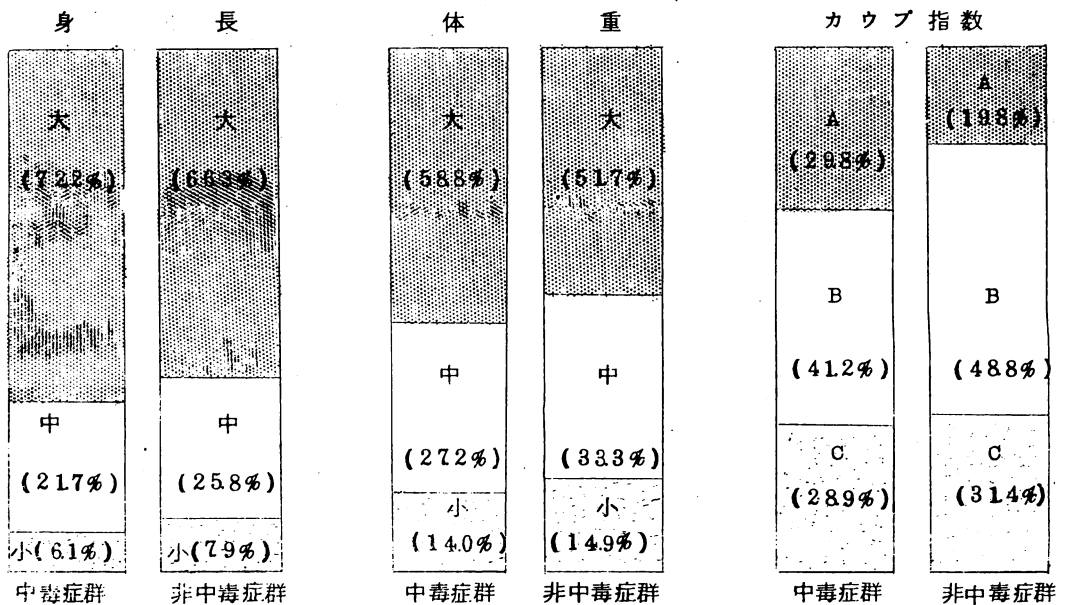 身長 体重 カウプ指数
大 大 大 大 A A
(72.2%) (66.3%) (58.8%) (51.7%) (29.8%) (19.8%)
中 中 中 中 B B
(21.7%) (25.8%) (27.2%) (33.3%) (41.2%) (48.8%)
小(6.1%) 小(7.9%) 小 小 C C
(14.0%) (14.9%) (28.9%) (31.4%)
中毒症群 非中毒症群 中毒症群 非中毒症群 中毒症群 非中毒症群